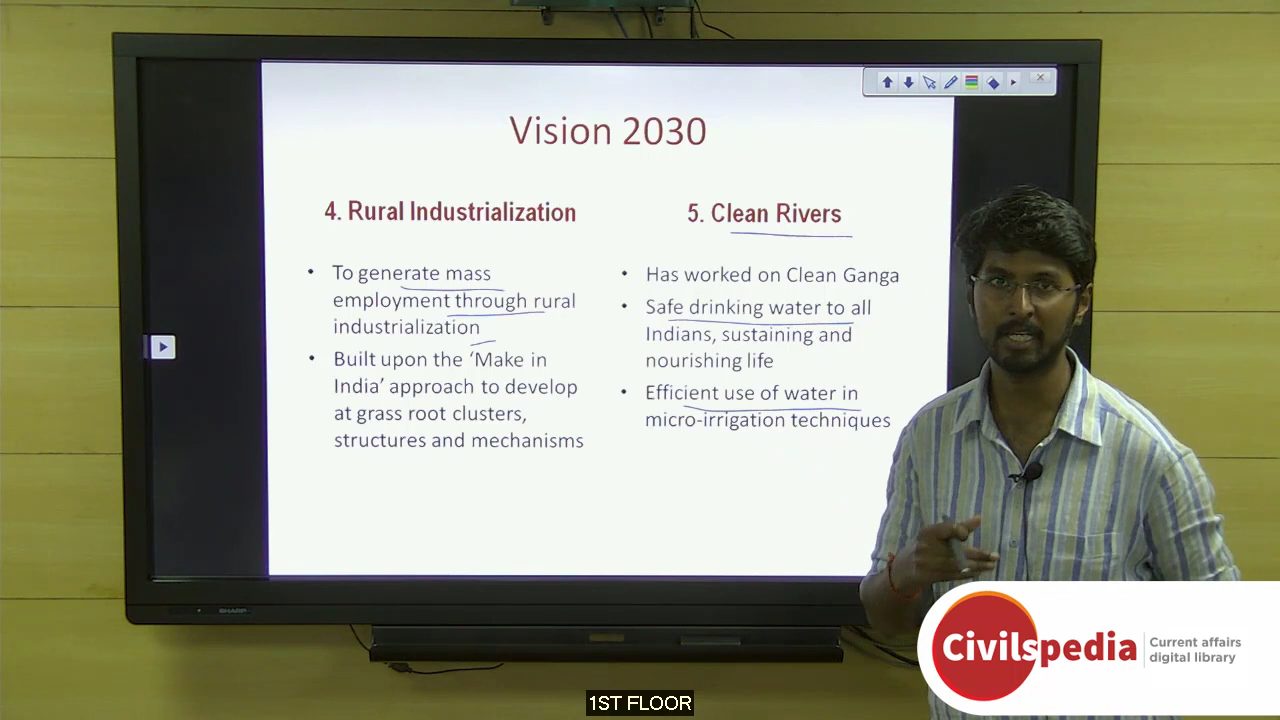 Vision 2030
4. Rural Industrialization
• To generate mass
employment through rural
industrialization
• Built upon the ‘Make in
India’ approach to develop
at grass root clusters,
structures and mechanisms
5. Clean Rivers
• Has worked on Clean Ganga
• Safe drinking water to all
Indians, sustaining and
nourishing life
• Efficient use of water in
micro-irrigation techniques
SHARP
Civilspedia
Current affairs
digital library
1ST FLOOR